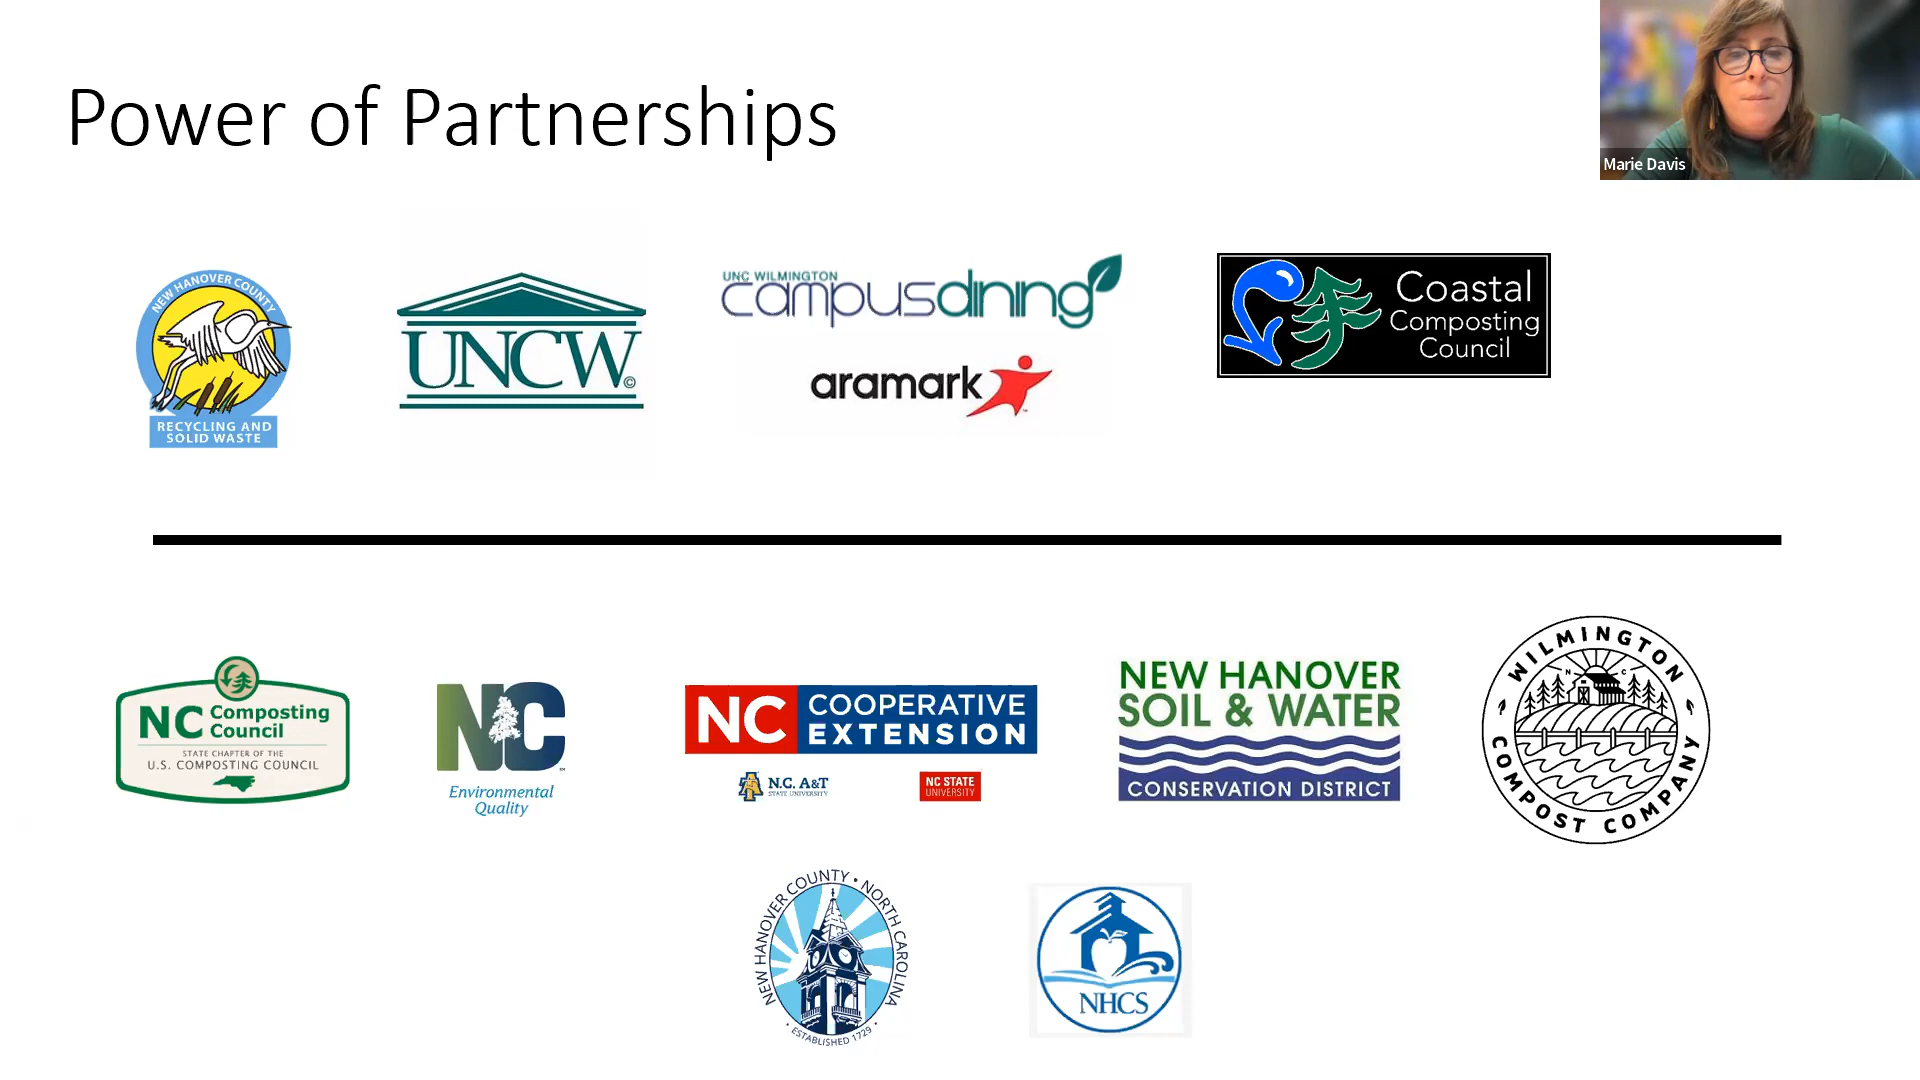 Power of Partnerships
Marie Davis
NEW HANOVER COUNTY
RECYCLING AND
SOLID WASTE
UNCW©
UNC WILMINGTON
campusdining
aramark
Coastal
Composting
Council
NC Composting
Council
STATE CHAPTER OF THE
U.S. COMPOSTING COUNCIL
NC
Environmental
Quality
NC COOPERATIVE
EXTENSION
N.C. A&T
STATE UNIVERSITY
NC STATE
UNIVERSITY
NEW HANOVER
SOIL & WATER
CONSERVATION DISTRICT
WILMINGTON
N C
COMPOST COMPANY
NEW HANOVER COUNTY • NORTH CAROLINA
• ESTABLISHED 1729 •
NHCS